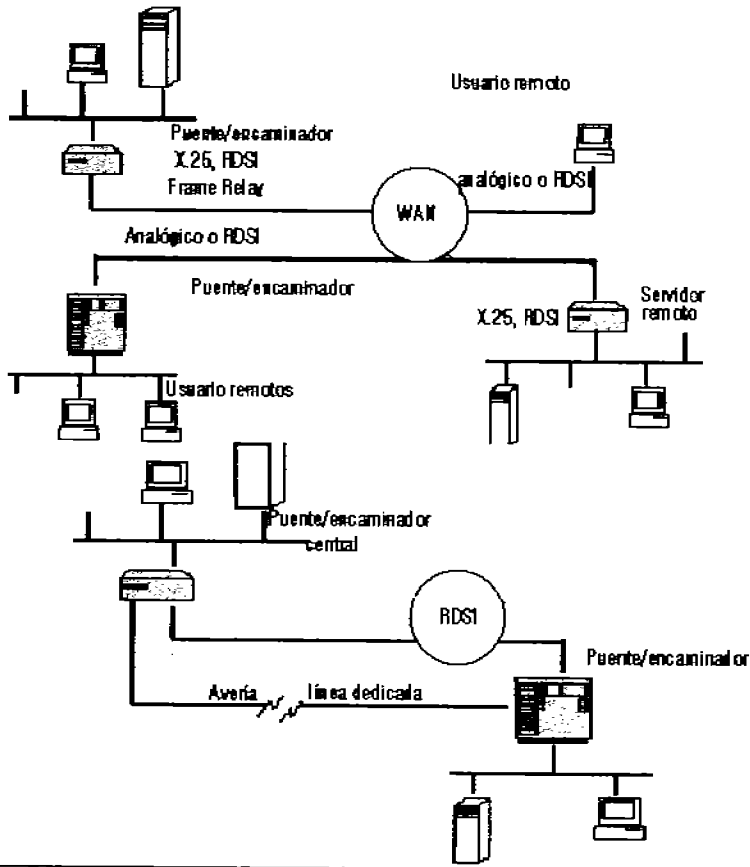 Usuario remoto
Puente/encaminador
X.25, RDSI
Frame Relay
analógico o RDSI
WAN
Analógico o RDSI
Puente/encaminador
X.25, RDSI
Servidor
remoto
Usuario remotos
Puente/encaminador
central
RDSI
Puente/encaminador
Avería
línea dedicada